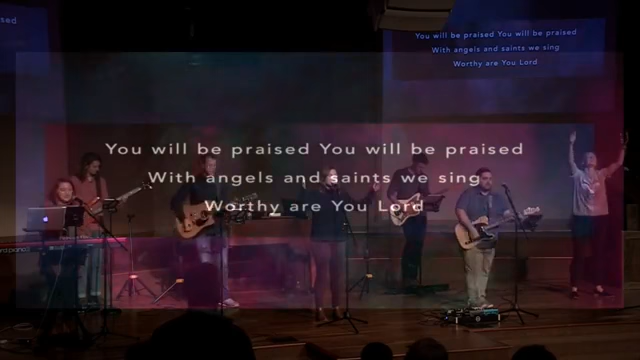 sed
You will be praised You will be praised
With angels and saints we sing
Worthy are You Lord
You will be praised You will be praised
With angels and saints we sing
Worthy are You Lord